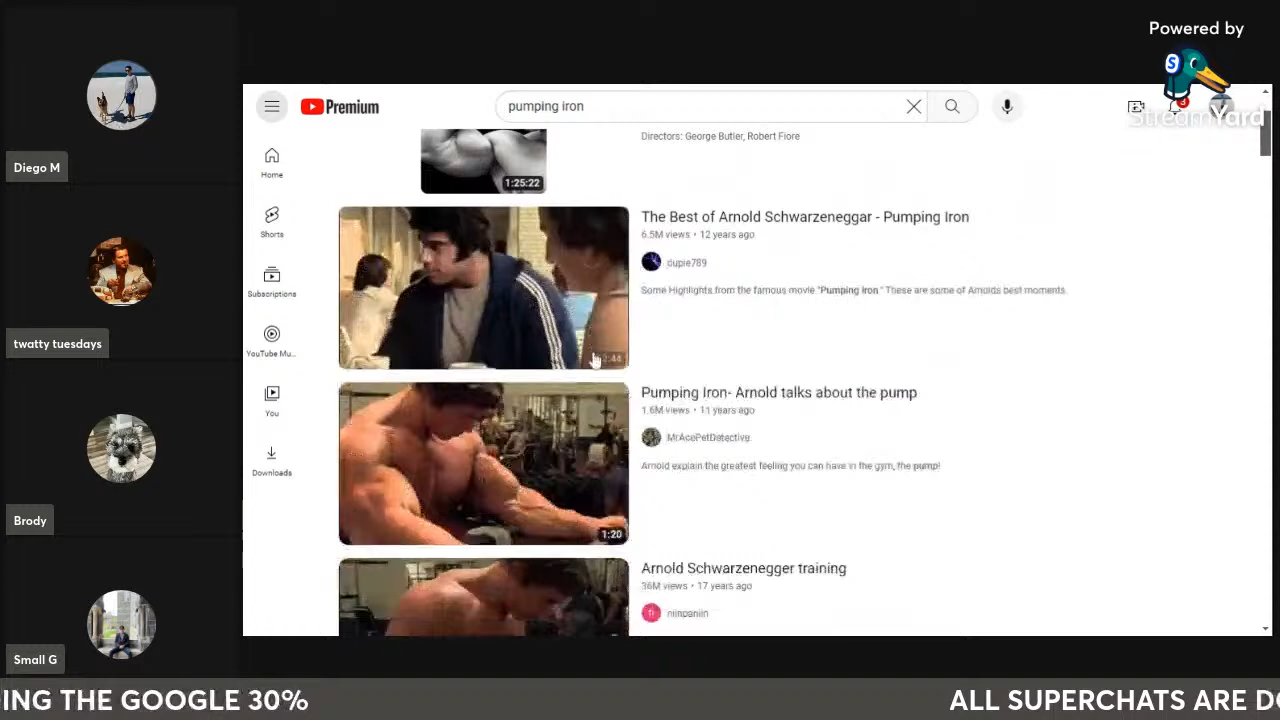 Powered by
StreamYard
Premium
pumping iron
3
Home
Shorts
Subscriptions
YouTube Mu...
You
Downloads
Directors: George Butler, Robert Fiore
1:25:22
The Best of Arnold Schwarzeneggar - Pumping Iron
6.5M views • 12 years ago
dupie789
Some Highlights from the famous movie "Pumping Iron " These are some of Arnolds best moments.
Pumping Iron- Arnold talks about the pump
1.6M views • 11 years ago
MrAcePetDetective
Arnold explain the greatest feeling you can have in the gym, the pump!
1:20
Arnold Schwarzenegger training
36M views • 17 years ago
niinpaniin
Diego M
twatty tuesdays
Brody
Small G
ING THE GOOGLE 30%
ALL SUPERCHATS ARE D